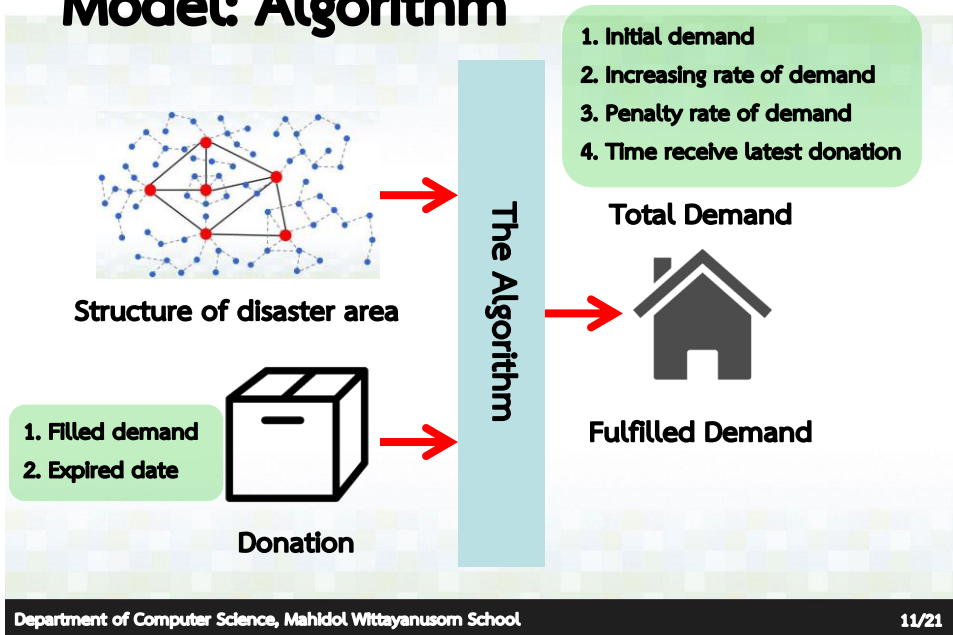 Model: Algorithm
1. Initial demand
2. Increasing rate of demand
3. Penalty rate of demand
4. Time receive latest donation
Total Demand
Structure of disaster area
The Algorithm
1. Filled demand
2. Expired date
Donation
Fulfilled Demand
Department of Computer Science, Mahidol Wittayanusorn School
11/21